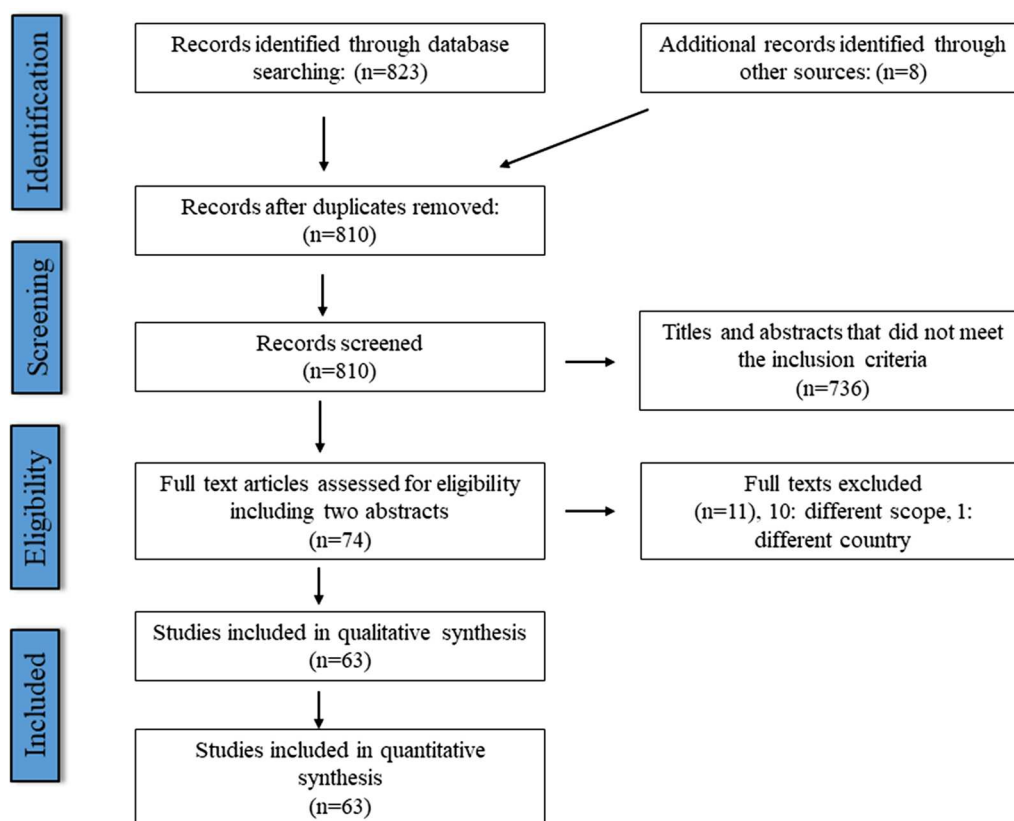 Identification
Records identified through database
searching: (n=823)
Additional records identified through
other sources: (n=8)
Records after duplicates removed:
(n=810)
Screening
Records screened
(n=810)
Titles and abstracts that did not meet
the inclusion criteria
(n=736)
Eligibility
Full text articles assessed for eligibility
including two abstracts
(n=74)
Full texts excluded
(n=11), 10: different scope, 1:
different country
Included
Studies included in qualitative synthesis
(n=63)
Studies included in quantitative
synthesis
(n=63)